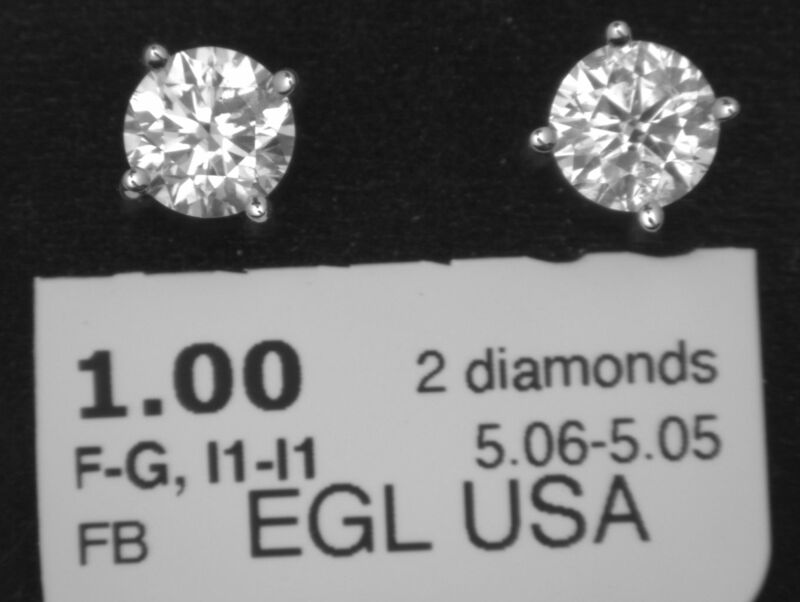 1.00 2 diamonds
5.06-5.05
F-G, I1-I1
FB EGL USA